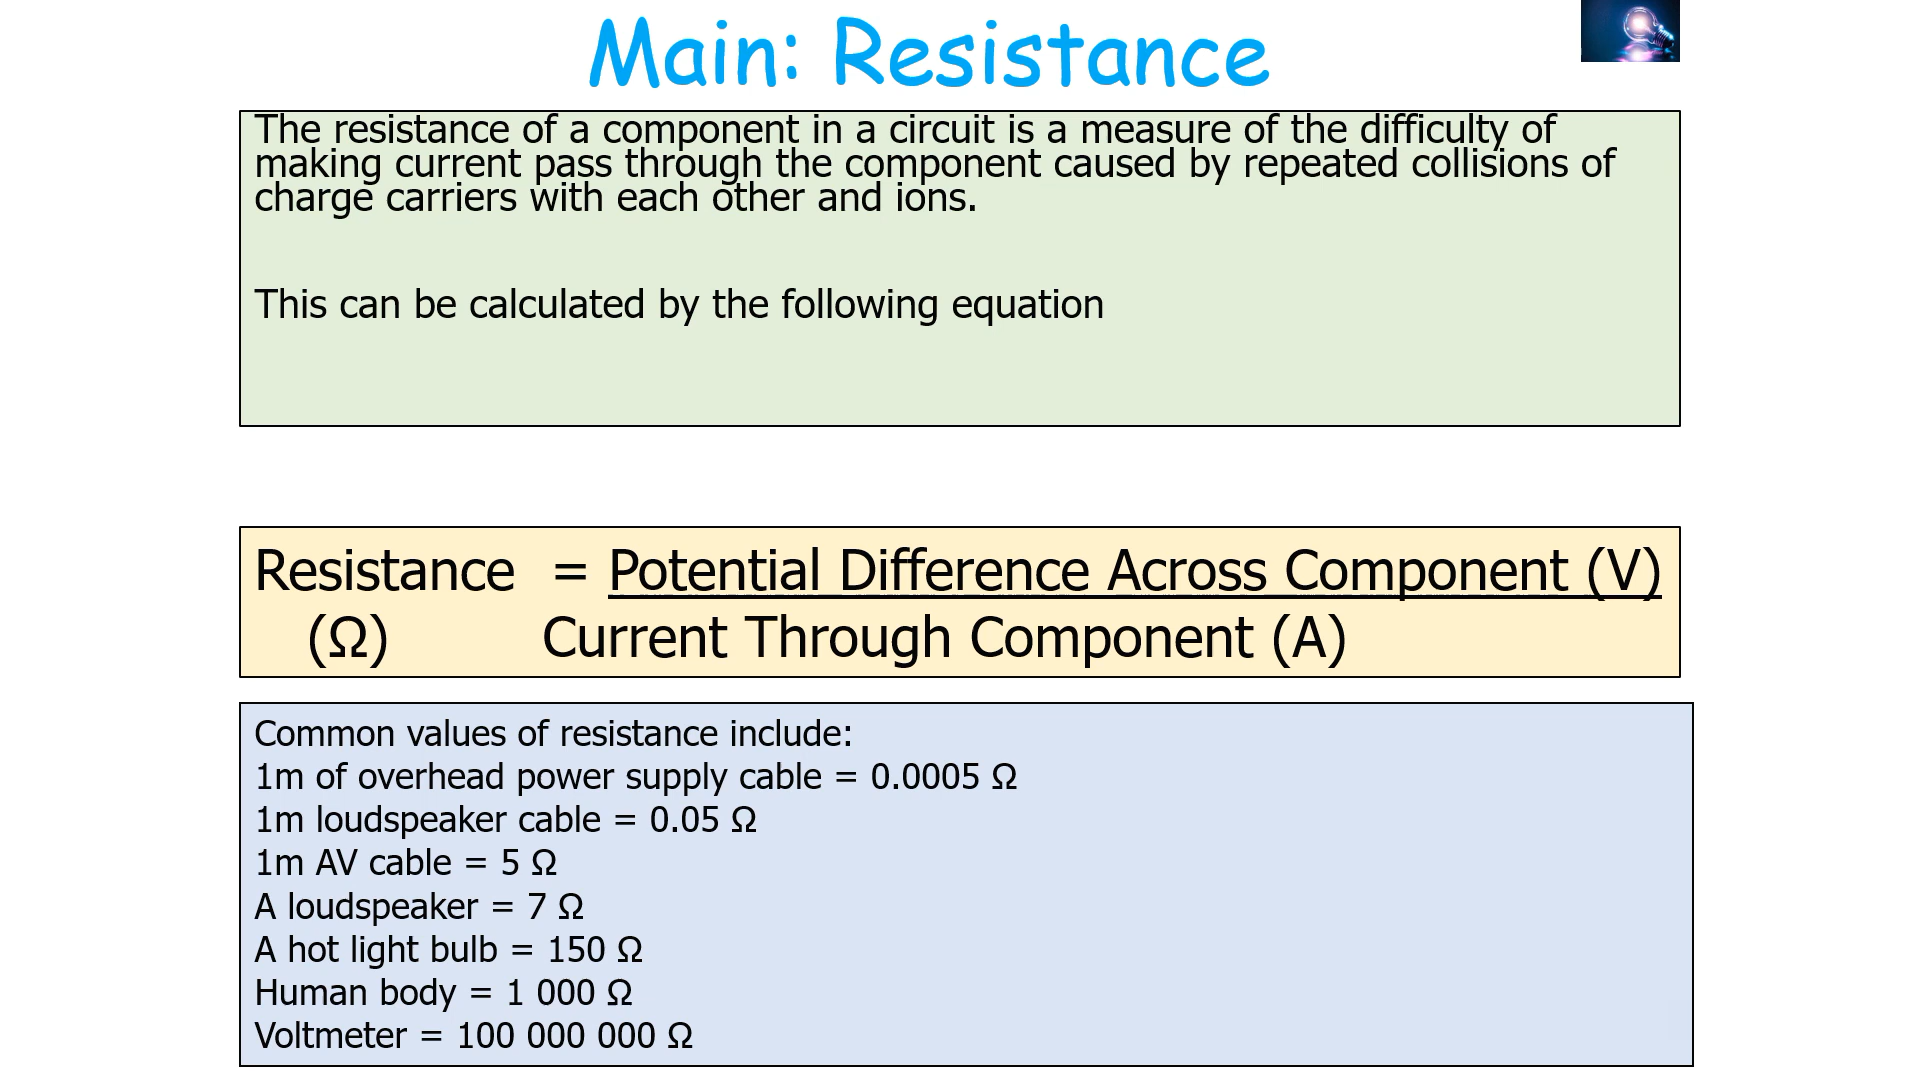 Main: Resistance
The resistance of a component in a circuit is a measure of the difficulty of
making current pass through the component caused by repeated collisions of
charge carriers with each other and ions.
This can be calculated by the following equation
Resistance = Potential Difference Across Component (V)
(Ω) Current Through Component (A)
Common values of resistance include:
1m of overhead power supply cable = 0.0005 Ω
1m loudspeaker cable = 0.05 Ω
1m AV cable = 5 Ω
A loudspeaker = 7 Ω
A hot light bulb = 150 Ω
Human body = 1 000 Ω
Voltmeter = 100 000 000 Ω